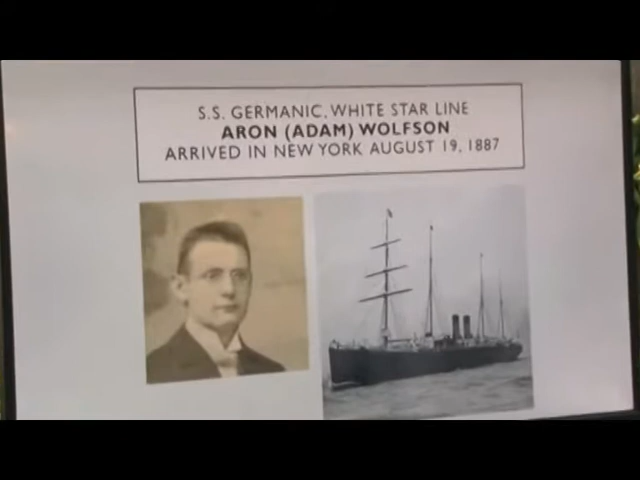 S.S. GERMANIC, WHITE STAR LINE
ARON (ADAM) WOLFSON
ARRIVED IN NEW YORK AUGUST 19, 1887